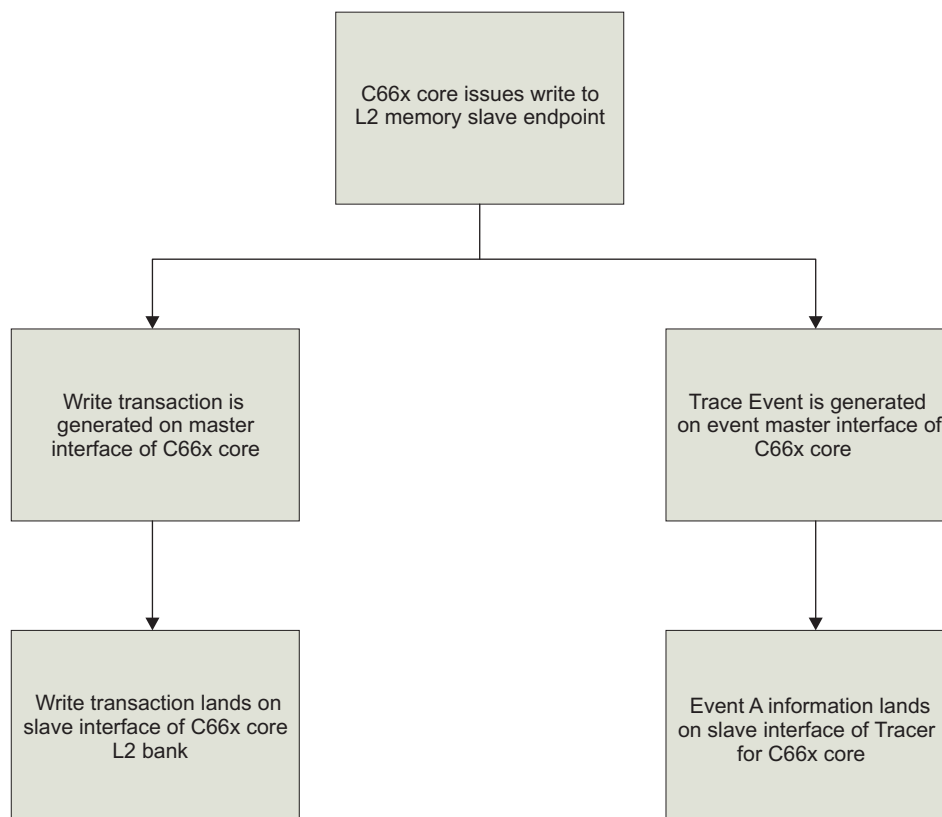 C66x core issues write to
L2 memory slave endpoint
Write transaction is
generated on master
interface of C66x core
Trace Event is generated
on event master interface of
C66x core
Write transaction lands on
slave interface of C66x core
L2 bank
Event A information lands
on slave interface of Tracer
for C66x core